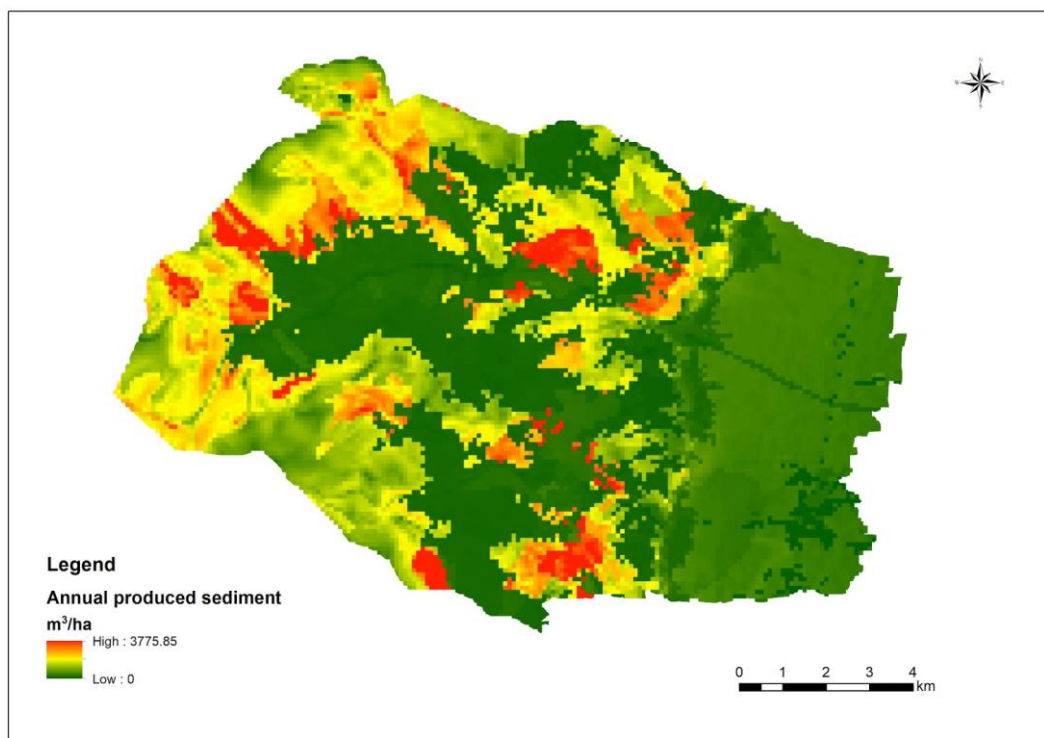 N
W
E
S
Legend
Annual produced sediment
m³/ha
High : 3775.85
Low : 0
0 1 2 3 4
km